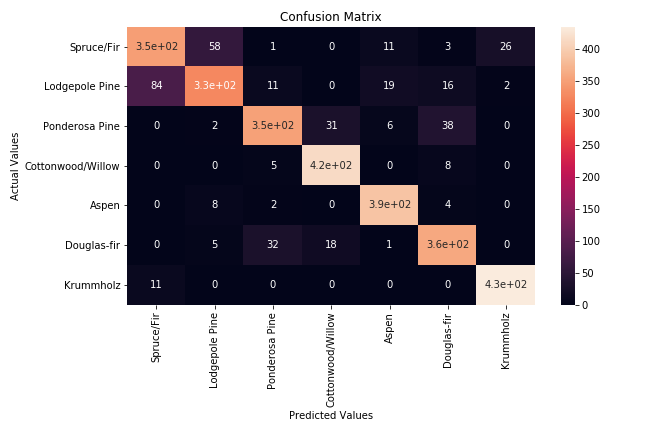 Confusion Matrix
Actual Values
Spruce/Fir 3.5e+02 58 1 0 11 3 26
Lodgepole Pine 84 3.3e+02 11 0 19 16 2
Ponderosa Pine 0 2 3.5e+02 31 6 38 0
Cottonwood/Willow 0 0 5 4.2e+02 0 8 0
Aspen 0 8 2 0 3.9e+02 4 0
Douglas-fir 0 5 32 18 1 3.6e+02 0
Krummholz 11 0 0 0 0 0 4.3e+02
Spruce/Fir
Lodgepole Pine
Ponderosa Pine
Cottonwood/Willow
Aspen
Douglas-fir
Krummholz
Predicted Values
400
350
300
250
200
150
100
50
0